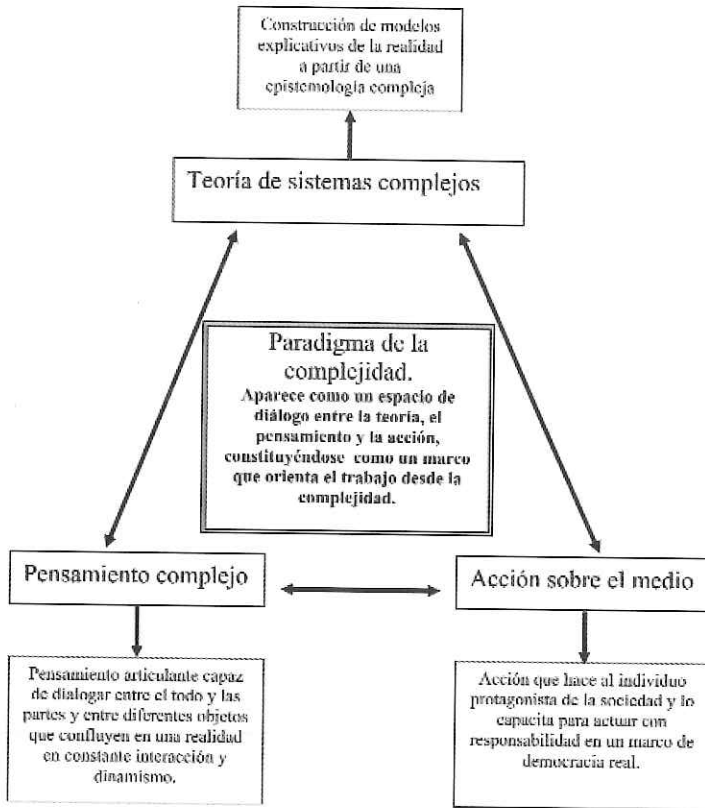 Construcción de modelos
explicativos de la realidad
a partir de una
epistemología compleja
Teoría de sistemas complejos
Paradigma de la
complejidad.
Aparece como un espacio de
diálogo entre la teoría, el
pensamiento y la acción,
constituyéndose como un marco
que orienta el trabajo desde la
complejidad.
Pensamiento complejo
Acción sobre el medio
Pensamiento articulante capaz
de dialogar entre el todo y las
partes y entre diferentes objetos
que confluyen en una realidad
en constante interacción y
dinamismo.
Acción que hace al individuo
protagonista de la sociedad y lo
capacita para actuar con
responsabilidad en un marco de
democracia real.